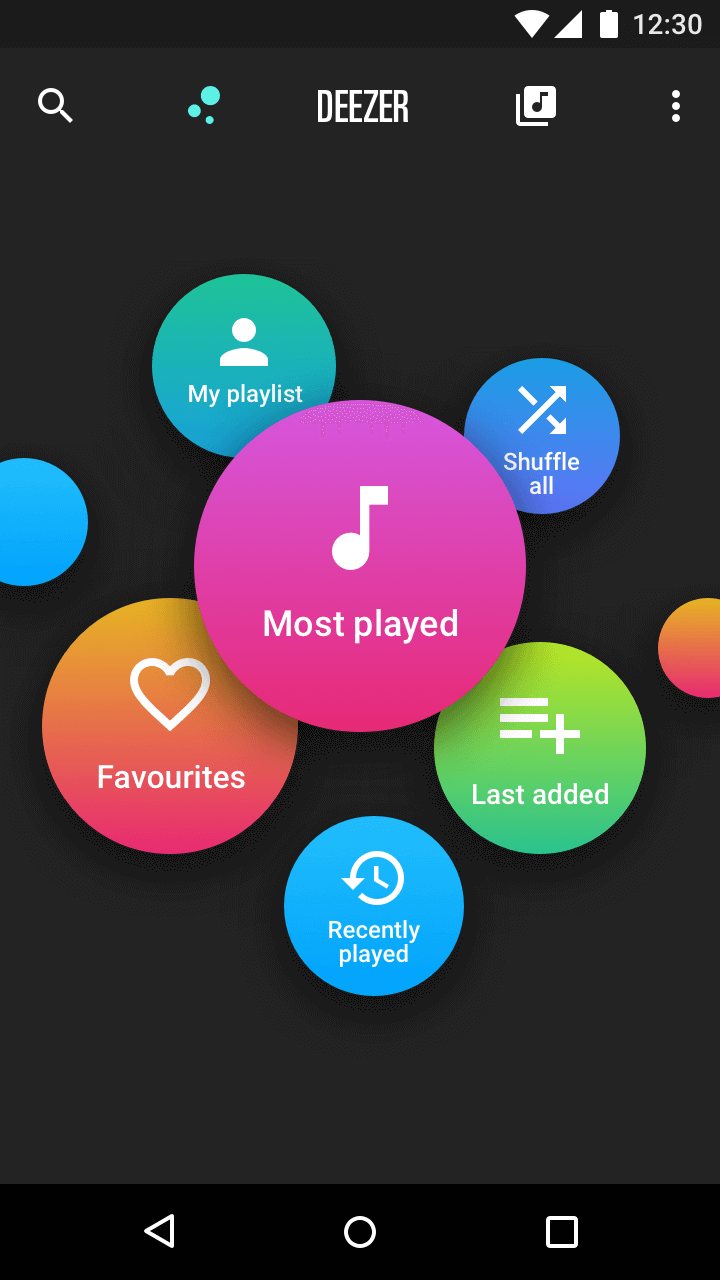 12:30
DEEZER
My playlist
Shuffle
all
Most played
Favourites
Last added
Recently
played